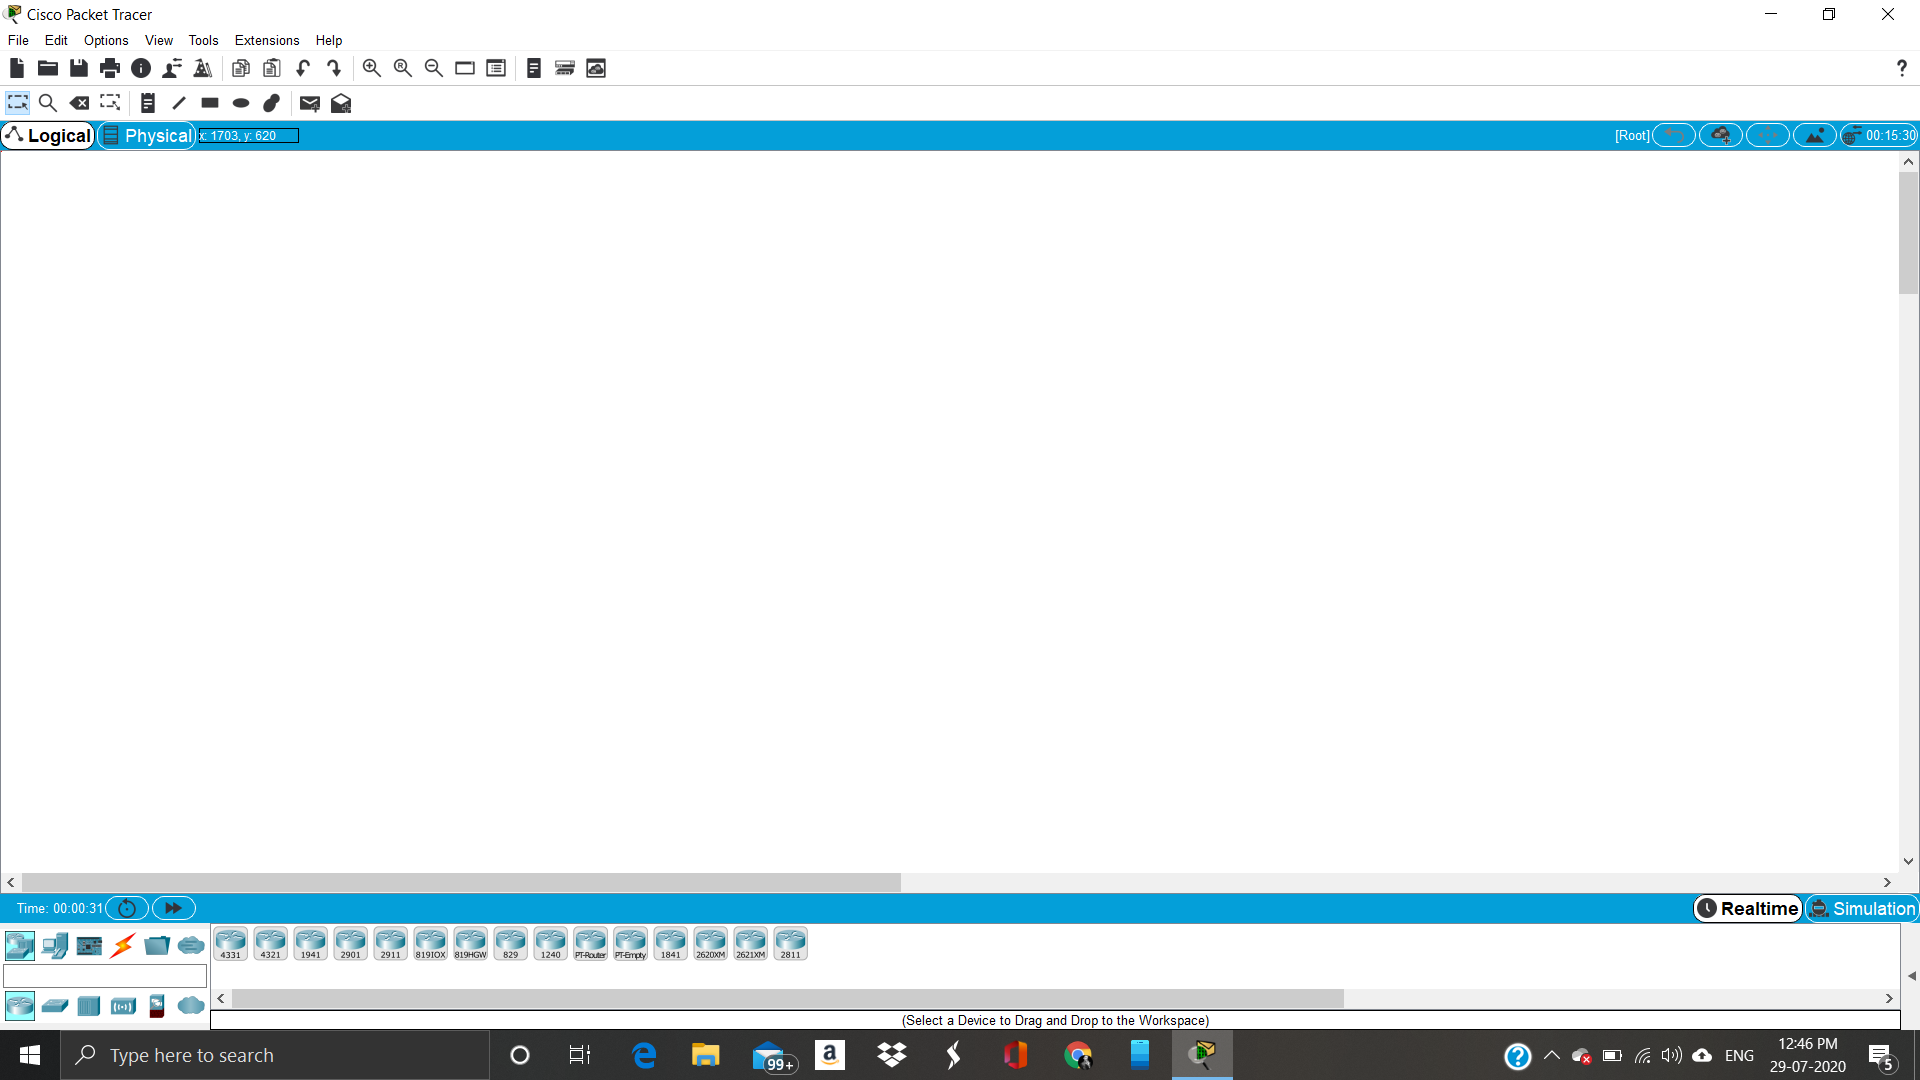 Cisco Packet Tracer
File Edit Options View Tools Extensions Help
?
Logical Physical x: 1703, y: 620 [Root] 00:15:30
Time: 00:00:31 Realtime Simulation
4331 4321 1941 2901 2911 819IOX 819HGW 829 1240 PT-Router PT-Empty 1841 2620XM 2621XM 2811
(Select a Device to Drag and Drop to the Workspace)
Type here to search 99+ ENG 12:46 PM
29-07-2020 5